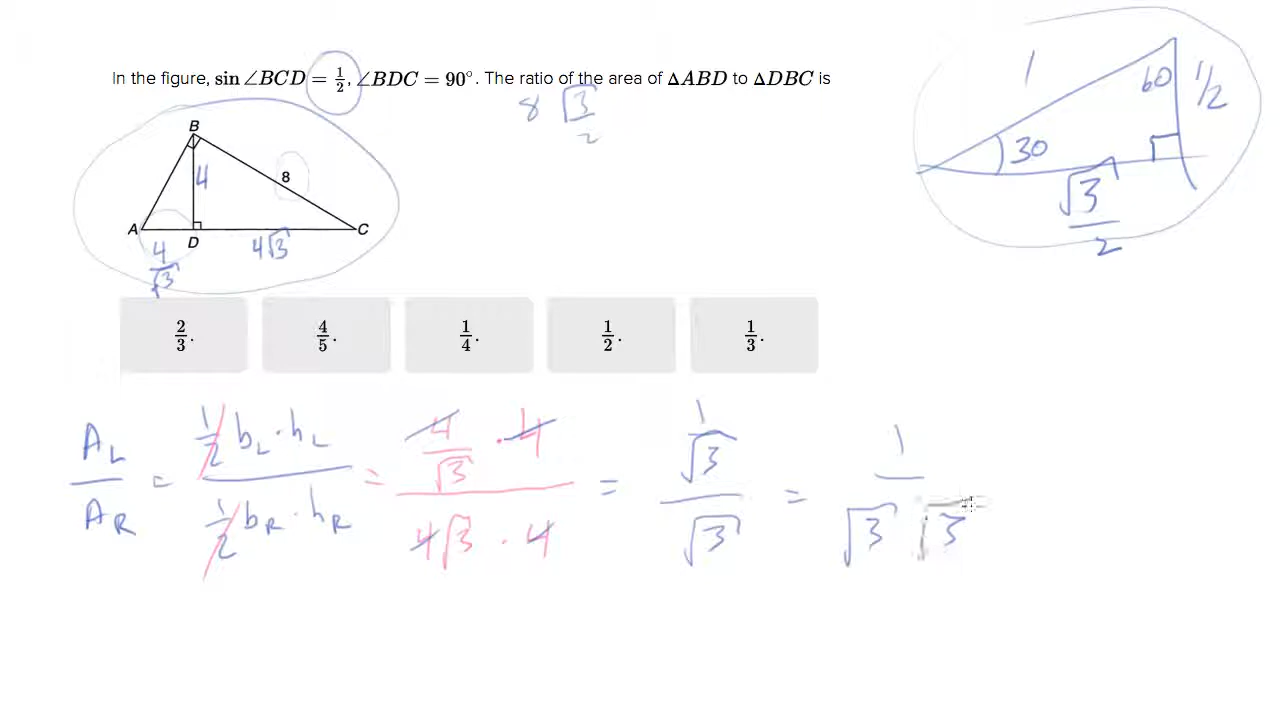 In the figure, sin ∠BCD = 1/2, ∠BDC = 90°. The ratio of the area of ΔABD to ΔDBC is
8 √3/2
1
60
1/2
30
√3/2
B
4
8
A
D
C
4/√3
4√3
2/3.
4/5.
1/4.
1/2.
1/3.
A_L/A_R = (1/2 b_L · h_L)/(1/2 b_R · h_R) = (4/√3 · 4)/(4√3 · 4) = (1/√3)/√3 = 1/(√3 √3)